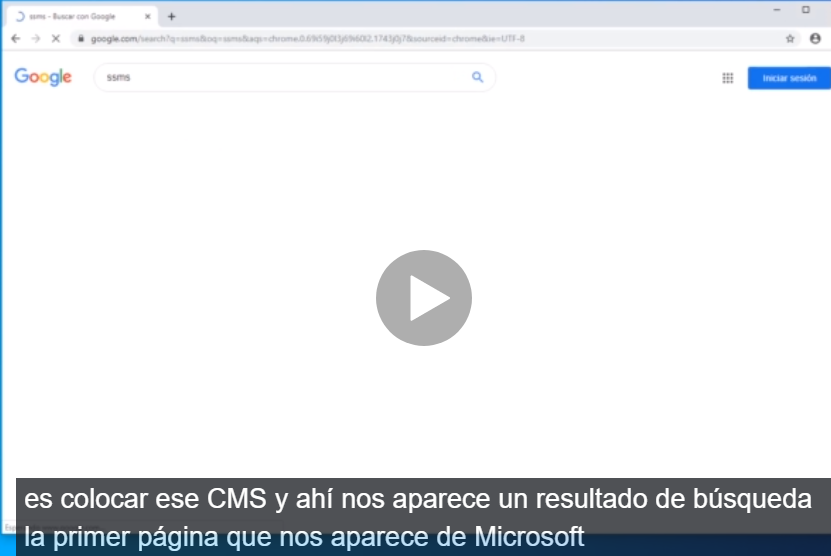 ssms - Buscar con Google
google.com/search?q=ssms&oq=ssms&aqs=chrome.0.69i59j0l3j69i60l2.1743j0j7&sourceid=chrome&ie=UTF-8
Google
ssms
Iniciar sesión
es colocar ese CMS y ahí nos aparece un resultado de búsqueda
la primer página que nos aparece de Microsoft